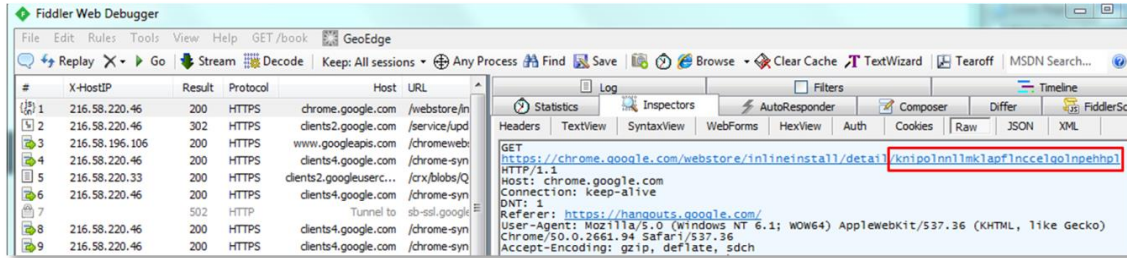 Fiddler Web Debugger
File Edit Rules Tools View Help GET /book GeoEdge
Replay X Go Stream Decode Keep: All sessions Any Process Find Save Browse Clear Cache TextWizard Tearoff MSDN Search...
Log Filters Timeline
Statistics Inspectors AutoResponder Composer Differ FiddlerSc
Headers TextView SyntaxView WebForms HexView Auth Cookies Raw JSON XML
# X-HostIP Result Protocol Host URL
1 216.58.220.46 200 HTTPS chrome.google.com /webstore/in
2 216.58.220.46 302 HTTPS clients2.google.com /service/upd
3 216.58.196.106 200 HTTPS www.googleapis.com /chromewebs
4 216.58.220.46 200 HTTPS clients4.google.com /chrome-syn
5 216.58.220.33 200 HTTPS clients2.googleuserc... /crx/blobs/Q
6 216.58.220.46 200 HTTPS clients4.google.com /chrome-syn
7 502 HTTP Tunnel to sb-ssl.google
8 216.58.220.46 200 HTTPS clients4.google.com /chrome-syn
9 216.58.220.46 200 HTTPS clients4.google.com /chrome-syn
GET
https://chrome.google.com/webstore/inlineinstall/detail/knipolnnllmklapflnccelgolnpehhpl
HTTP/1.1
Host: chrome.google.com
Connection: keep-alive
DNT: 1
Referer: https://hangouts.google.com/
User-Agent: Mozilla/5.0 (Windows NT 6.1; WOW64) AppleWebKit/537.36 (KHTML, like Gecko)
Chrome/50.0.2661.94 Safari/537.36
Accept-Encoding: gzip, deflate, sdch